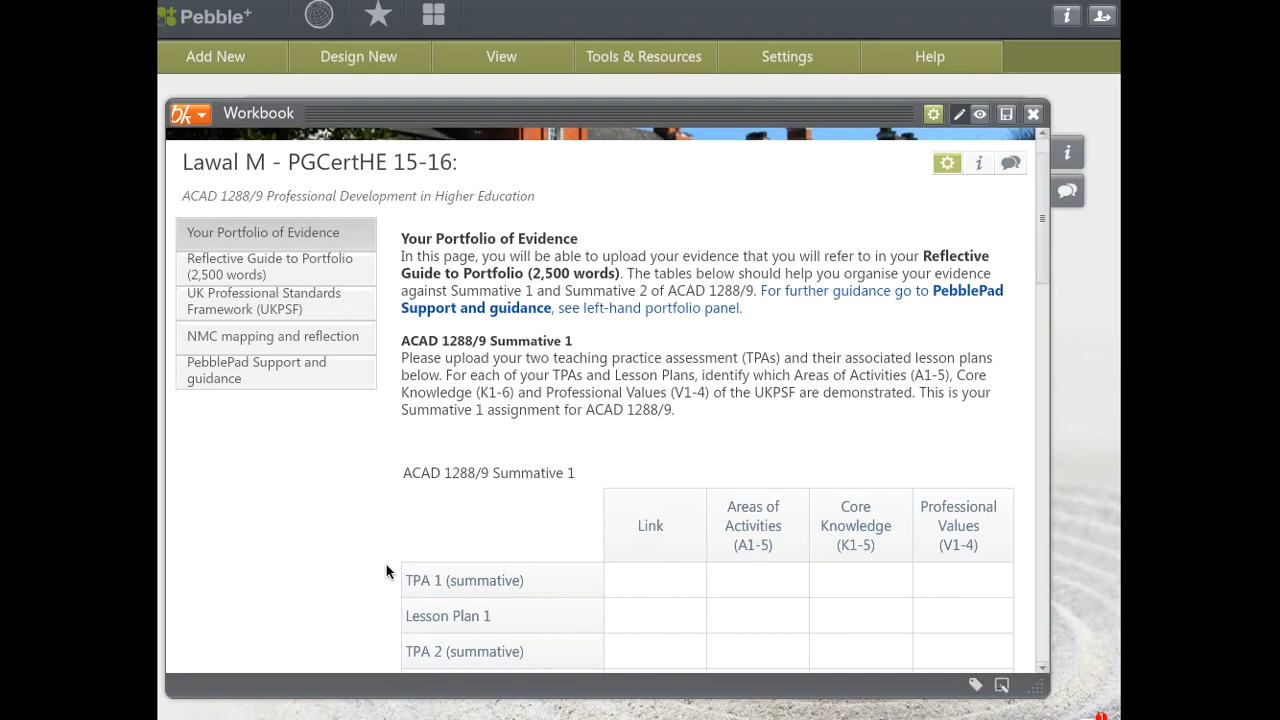 Pebble+
Add New
Design New
View
Tools & Resources
Settings
Help
Workbook
Lawal M - PGCertHE 15-16:
ACAD 1288/9 Professional Development in Higher Education
Your Portfolio of Evidence
Reflective Guide to Portfolio
(2,500 words)
UK Professional Standards
Framework (UKPSF)
NMC mapping and reflection
PebblePad Support and
guidance
Your Portfolio of Evidence
In this page, you will be able to upload your evidence that you will refer to in your Reflective
Guide to Portfolio (2,500 words). The tables below should help you organise your evidence
against Summative 1 and Summative 2 of ACAD 1288/9. For further guidance go to PebblePad
Support and guidance, see left-hand portfolio panel.
ACAD 1288/9 Summative 1
Please upload your two teaching practice assessment (TPAs) and their associated lesson plans
below. For each of your TPAs and Lesson Plans, identify which Areas of Activities (A1-5), Core
Knowledge (K1-6) and Professional Values (V1-4) of the UKPSF are demonstrated. This is your
Summative 1 assignment for ACAD 1288/9.
ACAD 1288/9 Summative 1
Link
Areas of
Activities
(A1-5)
Core
Knowledge
(K1-5)
Professional
Values
(V1-4)
TPA 1 (summative)
Lesson Plan 1
TPA 2 (summative)
1